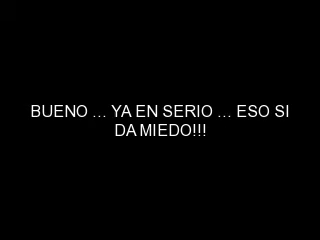 BUENO ... YA EN SERIO ... ESO SI
DA MIEDO!!!